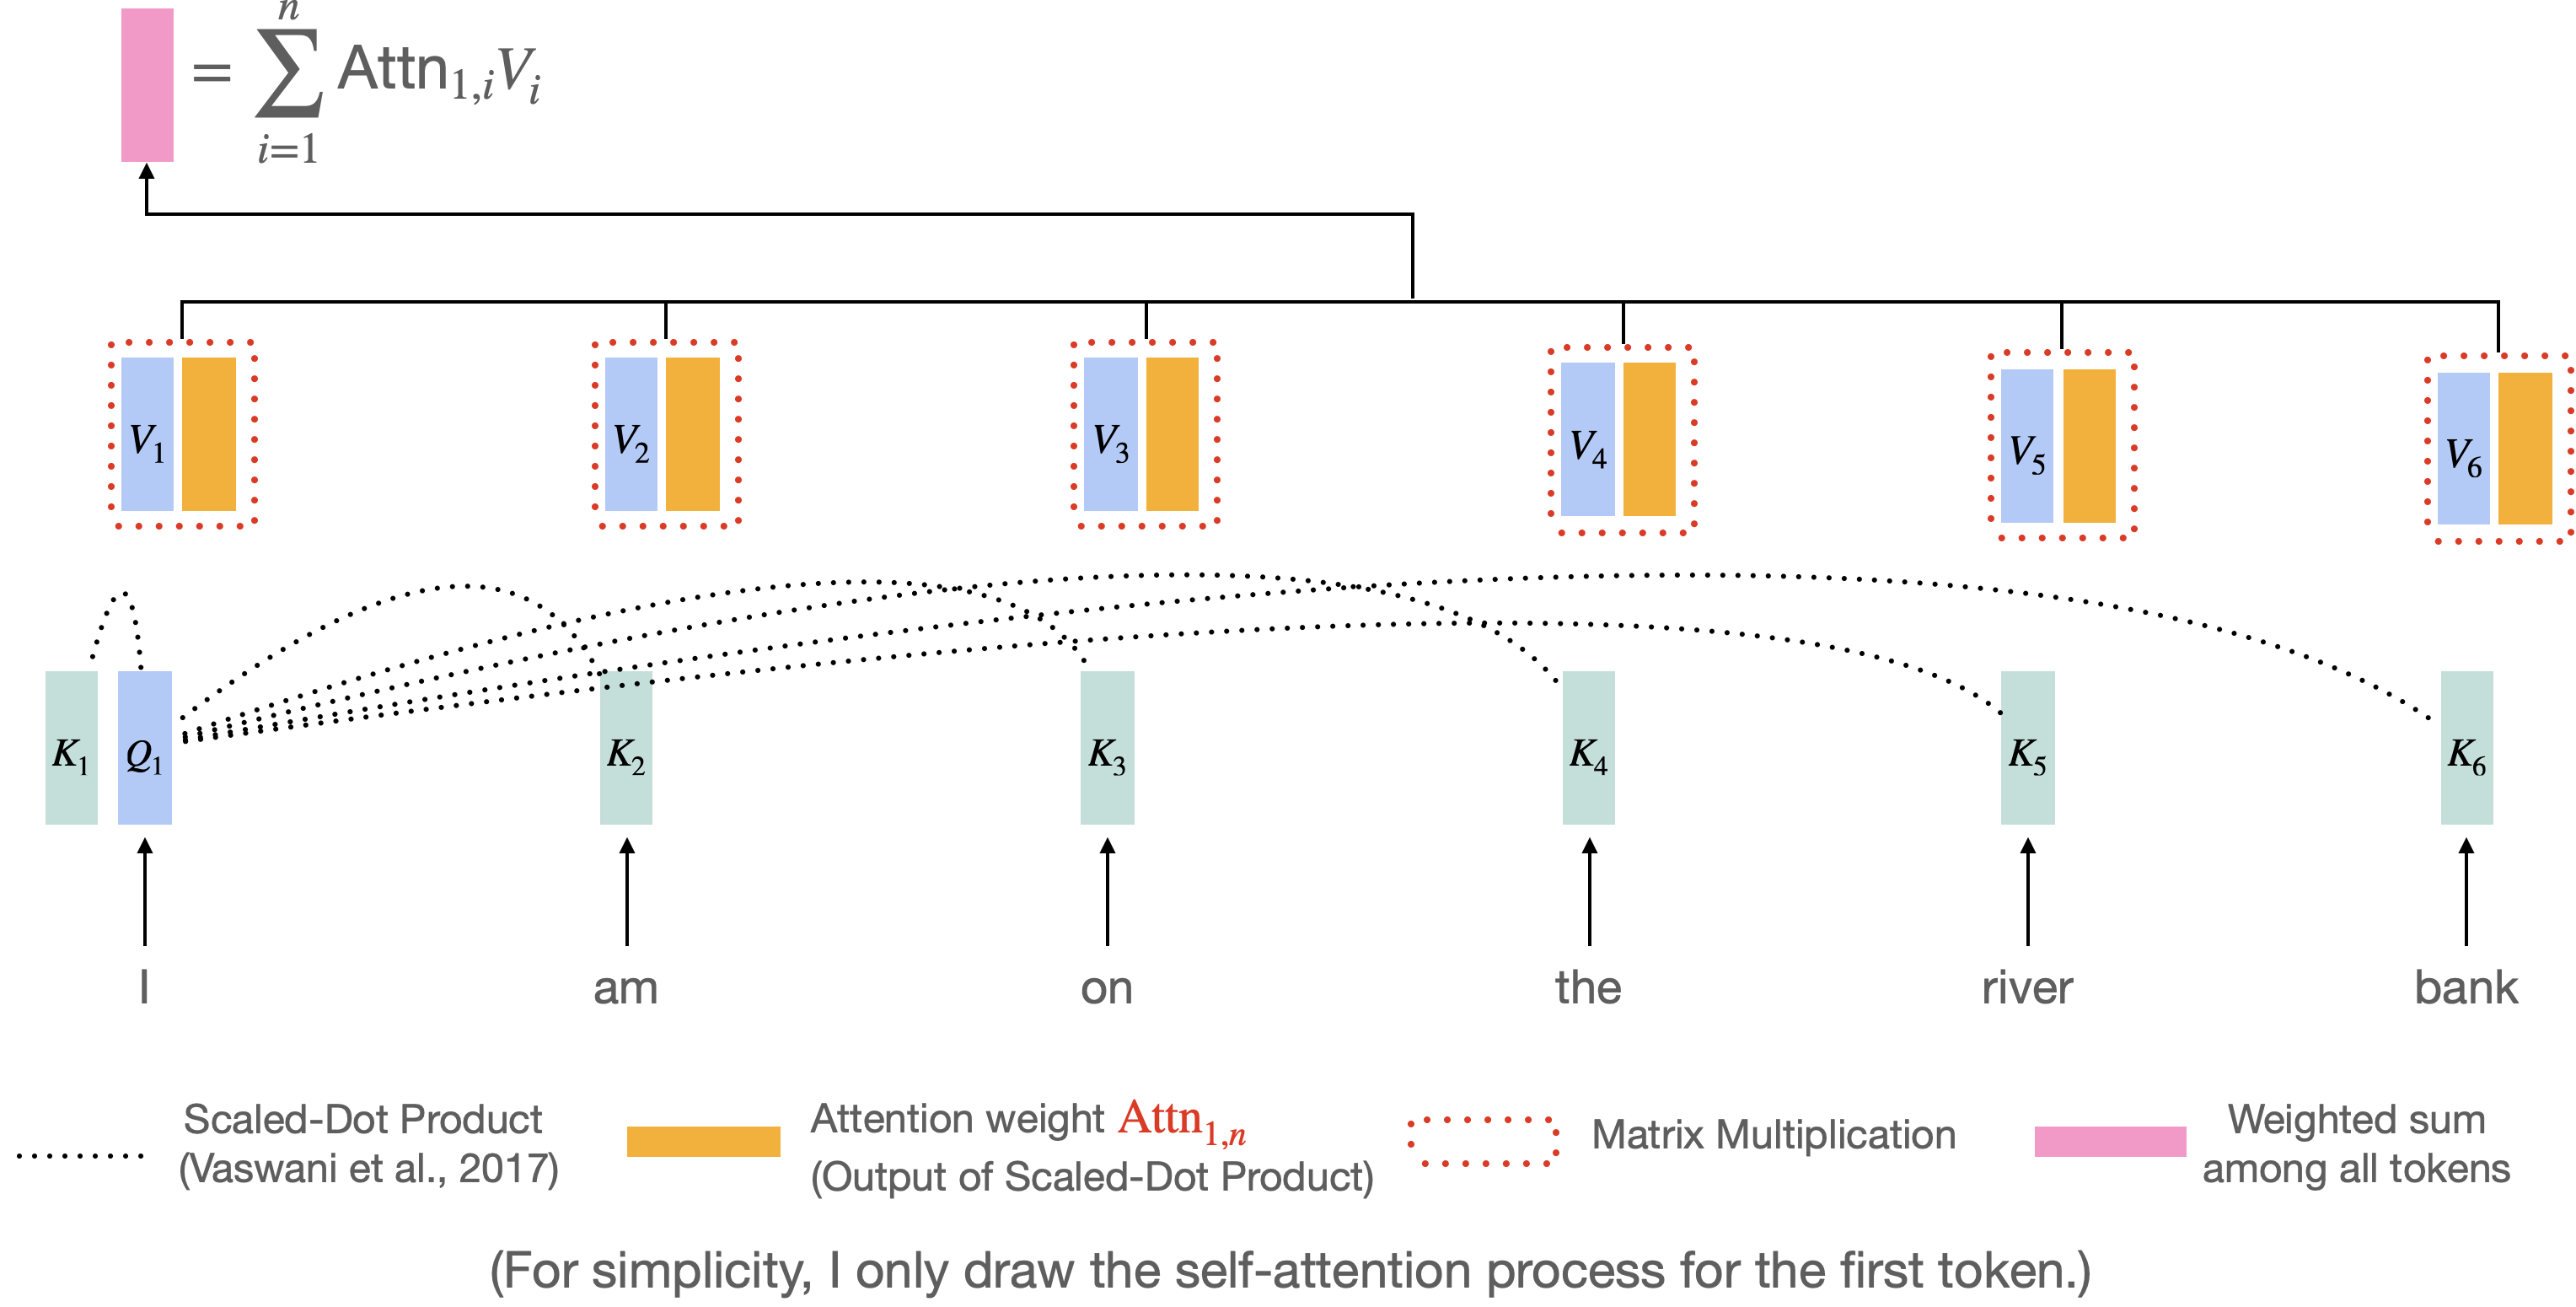 = \sum_{i=1}^{n} Attn_{1,i} V_i
V_1 V_2 V_3 V_4 V_5 V_6
K_1 Q_1 K_2 K_3 K_4 K_5 K_6
I am on the river bank
Scaled-Dot Product
(Vaswani et al., 2017)
Attention weight Attn_{1,n}
(Output of Scaled-Dot Product)
Matrix Multiplication
Weighted sum
among all tokens
(For simplicity, I only draw the self-attention process for the first token.)